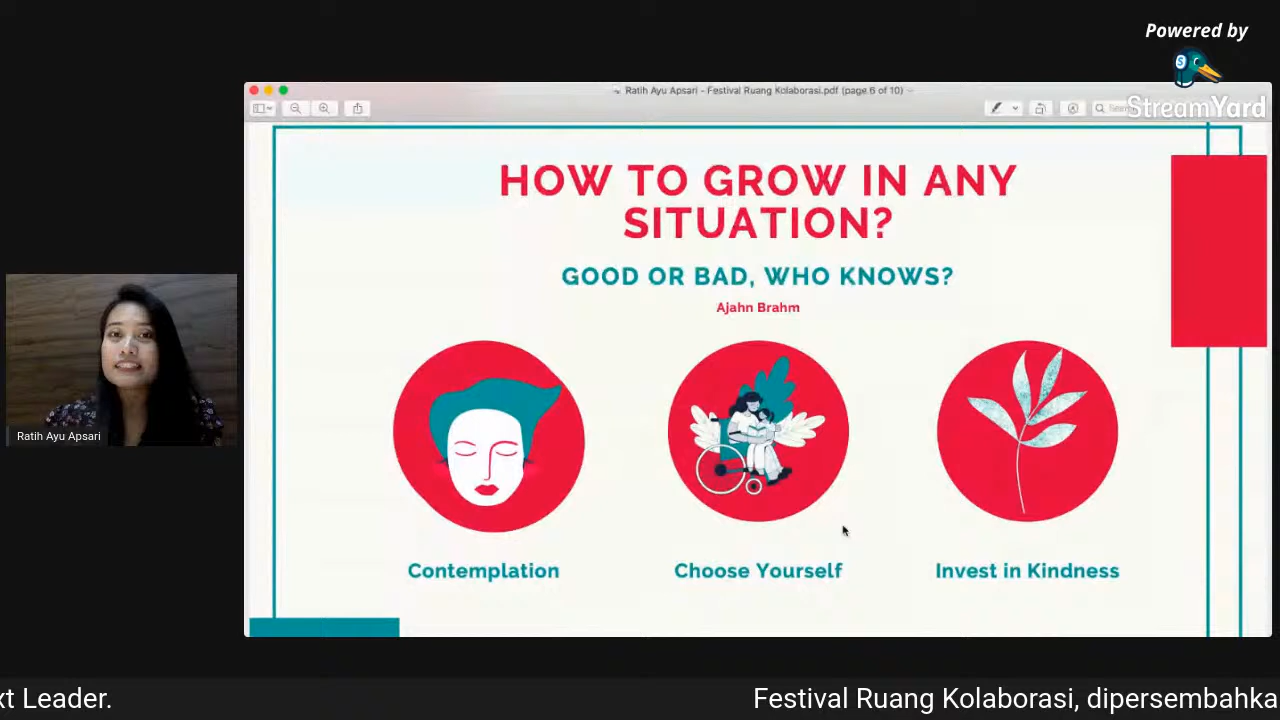 Powered by
S
StreamYard
Ratih Ayu Apsari - Festival Ruang Kolaborasi.pdf (page 6 of 10)
HOW TO GROW IN ANY
SITUATION?
GOOD OR BAD, WHO KNOWS?
Ajahn Brahm
Ratih Ayu Apsari
Contemplation
Choose Yourself
Invest in Kindness
xt Leader.
Festival Ruang Kolaborasi, dipersembahka